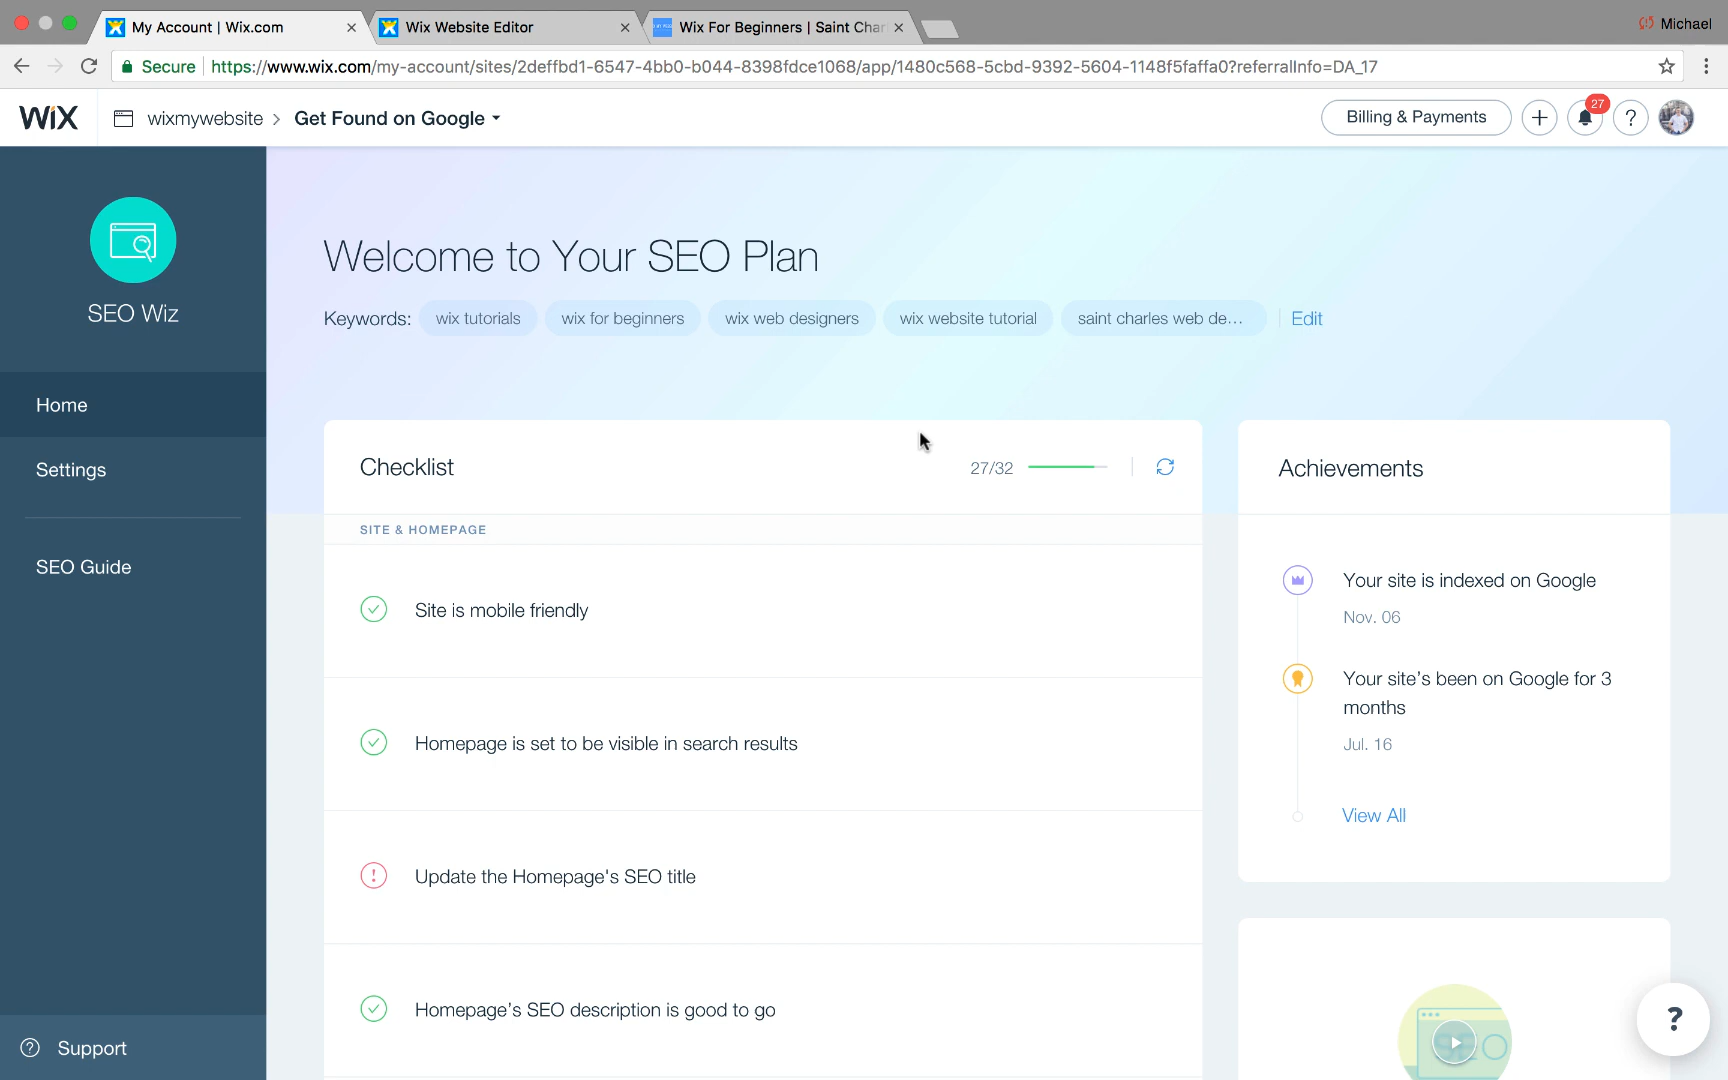 My Account | Wix.com
Wix Website Editor
Wix For Beginners | Saint Char
Michael
Secure
https://www.wix.com/my-account/sites/2deffbd1-6547-4bb0-b044-8398fdce1068/app/1480c568-5cbd-9392-5604-1148f5faffa0?referralInfo=DA_17
WiX
wixmywebsite > Get Found on Google
Billing & Payments
27
?
SEO Wiz
Home
Settings
SEO Guide
Support
Welcome to Your SEO Plan
Keywords: wix tutorials wix for beginners wix web designers wix website tutorial saint charles web de... Edit
Checklist
27/32
SITE & HOMEPAGE
Site is mobile friendly
Homepage is set to be visible in search results
Update the Homepage's SEO title
Homepage's SEO description is good to go
Achievements
Your site is indexed on Google
Nov. 06
Your site's been on Google for 3
months
Jul. 16
View All
SEO
?